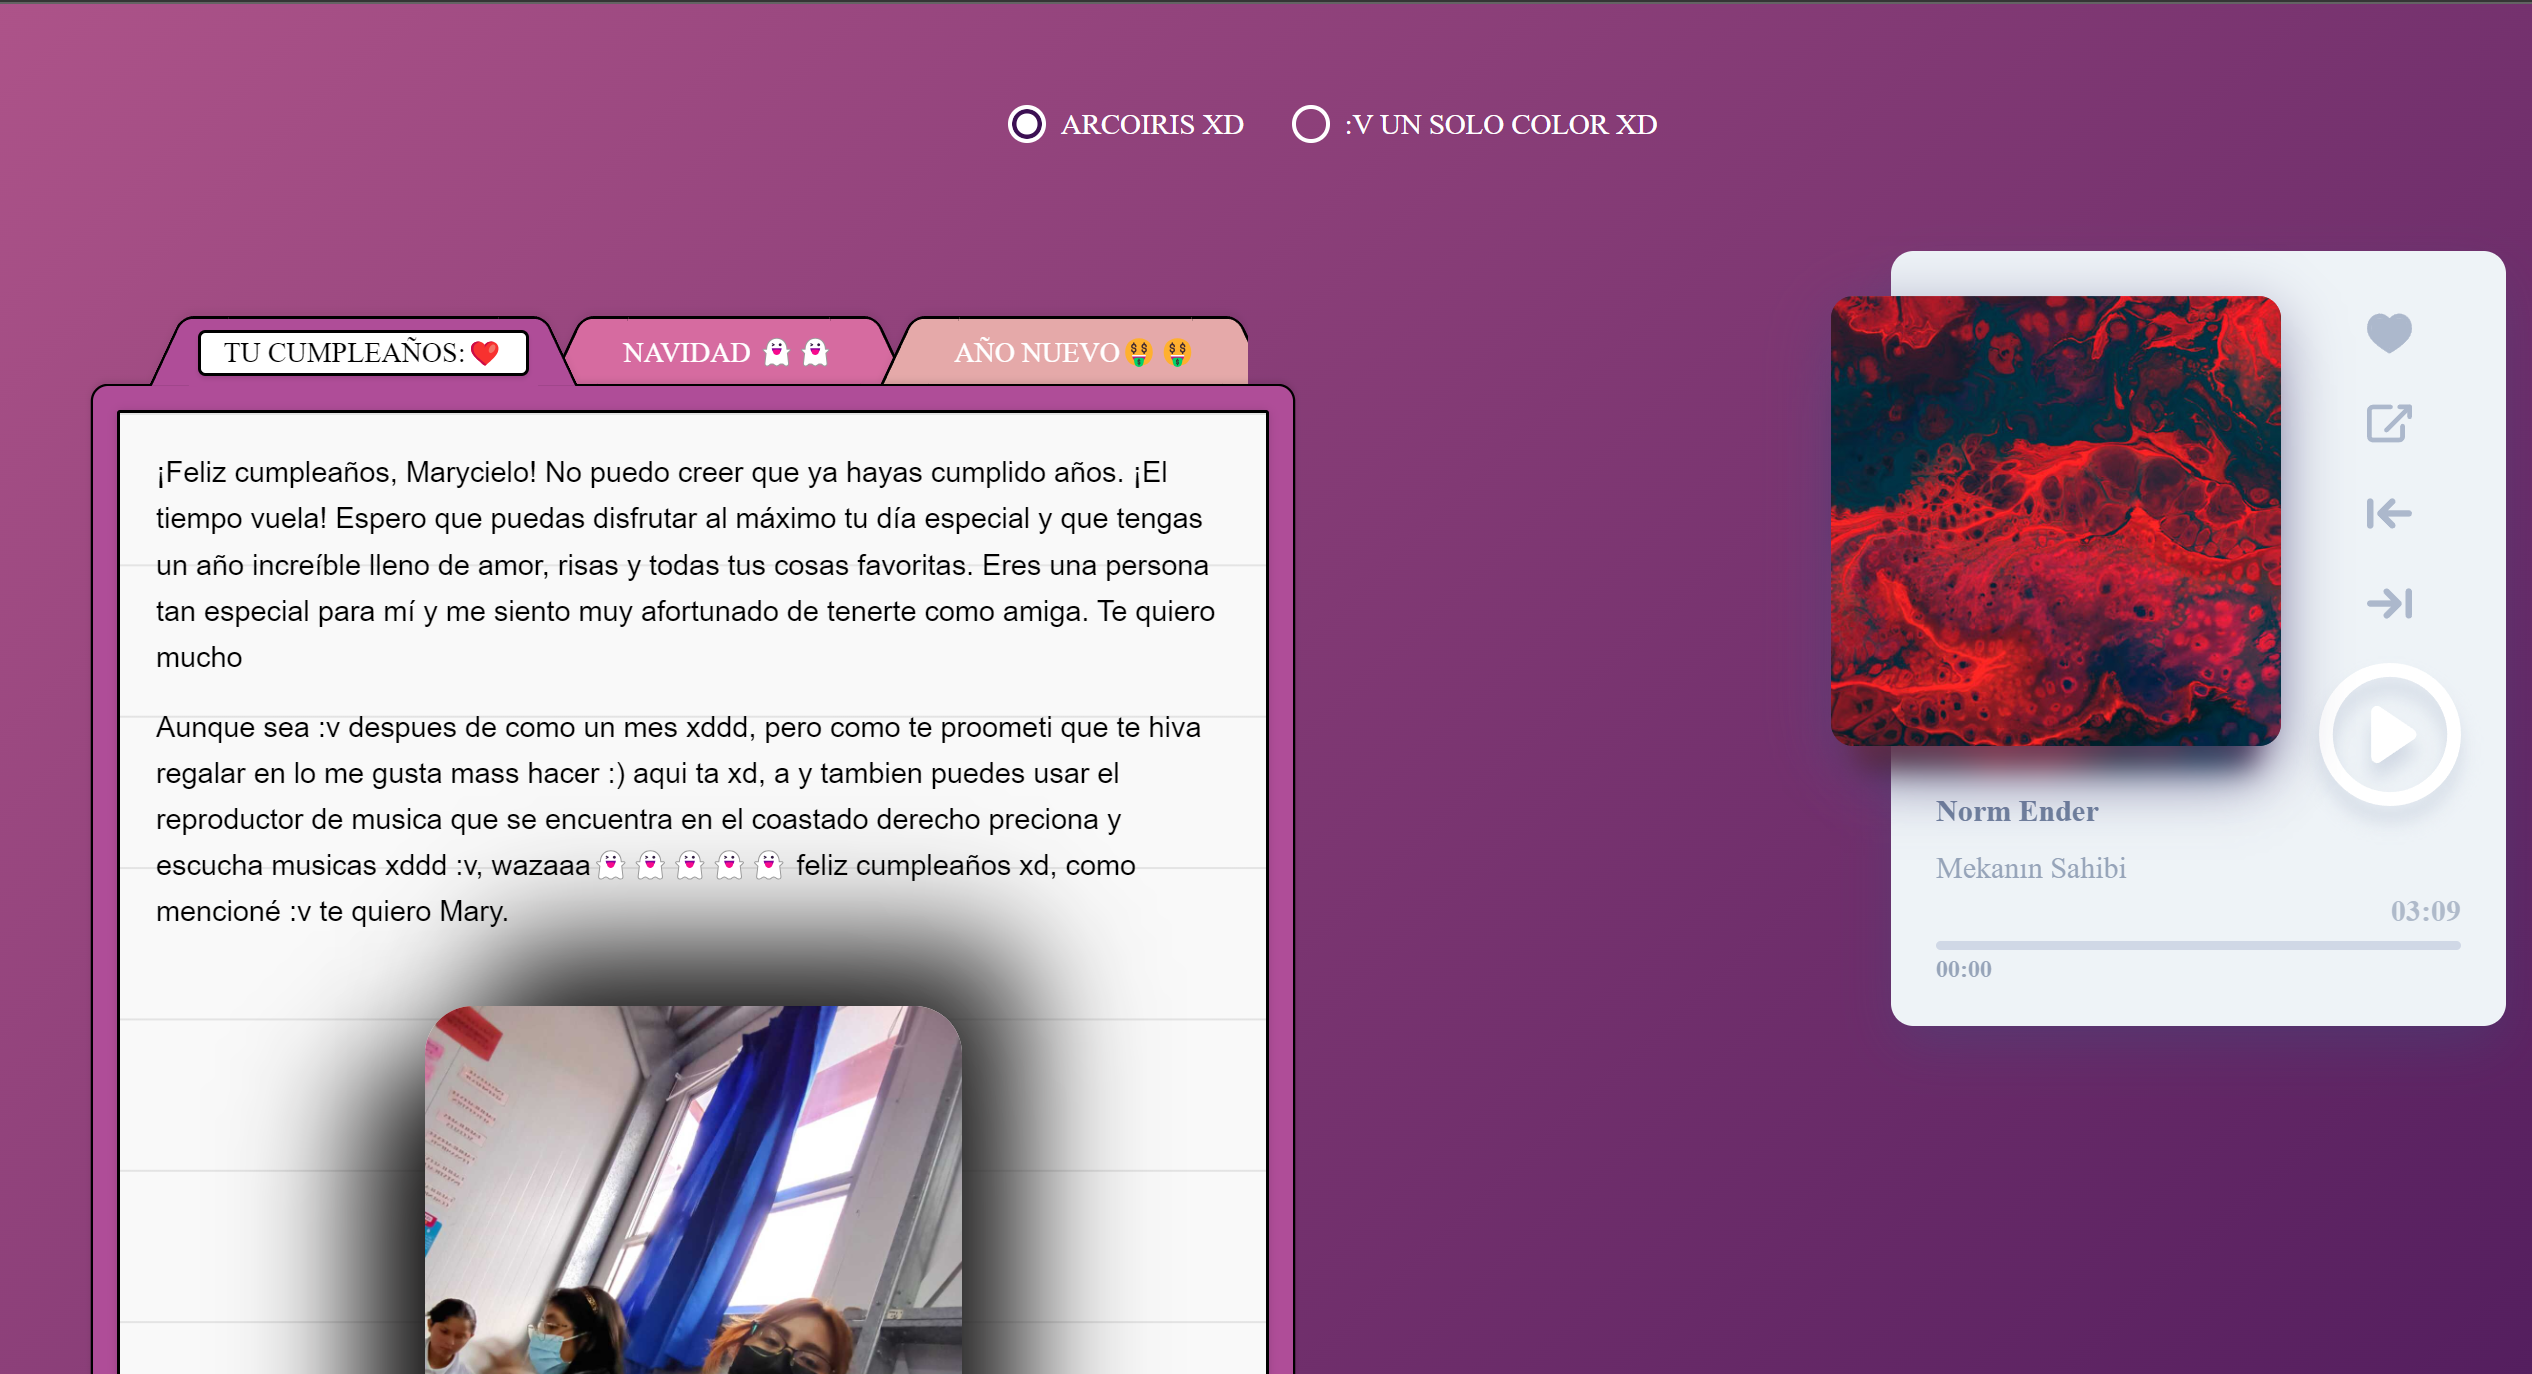 ARCOIRIS XD
:V UN SOLO COLOR XD
TU CUMPLEAÑOS:❤️
NAVIDAD 👻 👻
AÑO NUEVO🤑 🤑
¡Feliz cumpleaños, Marycielo! No puedo creer que ya hayas cumplido años. ¡El
tiempo vuela! Espero que puedas disfrutar al máximo tu día especial y que tengas
un año increíble lleno de amor, risas y todas tus cosas favoritas. Eres una persona
tan especial para mí y me siento muy afortunado de tenerte como amiga. Te quiero
mucho
Aunque sea :v despues de como un mes xddd, pero como te proometi que te hiva
regalar en lo me gusta mass hacer :) aqui ta xd, a y tambien puedes usar el
reproductor de musica que se encuentra en el coastado derecho preciona y
escucha musicas xddd :v, wazaaa👻 👻 👻 👻 👻 feliz cumpleaños xd, como
mencioné :v te quiero Mary.
Norm Ender
Mekanın Sahibi
03:09
00:00